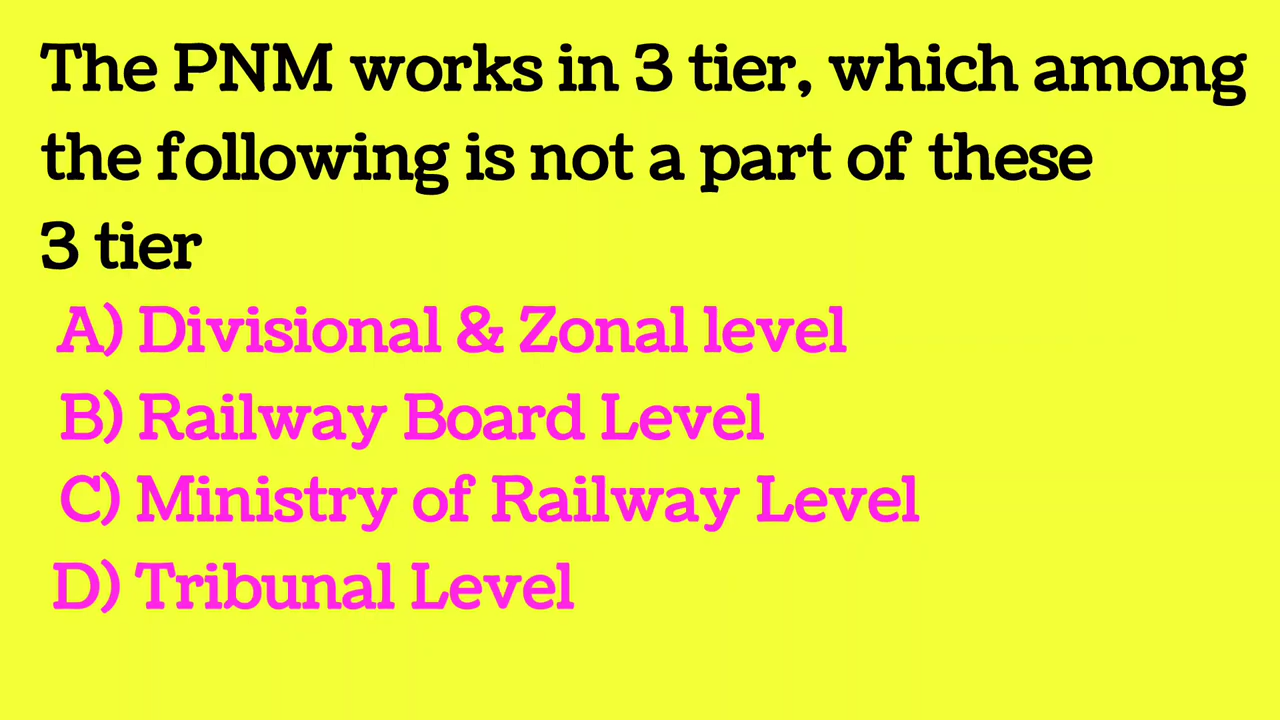 The PNM works in 3 tier, which among
the following is not a part of these
3 tier
A) Divisional & Zonal level
B) Railway Board Level
C) Ministry of Railway Level
D) Tribunal Level